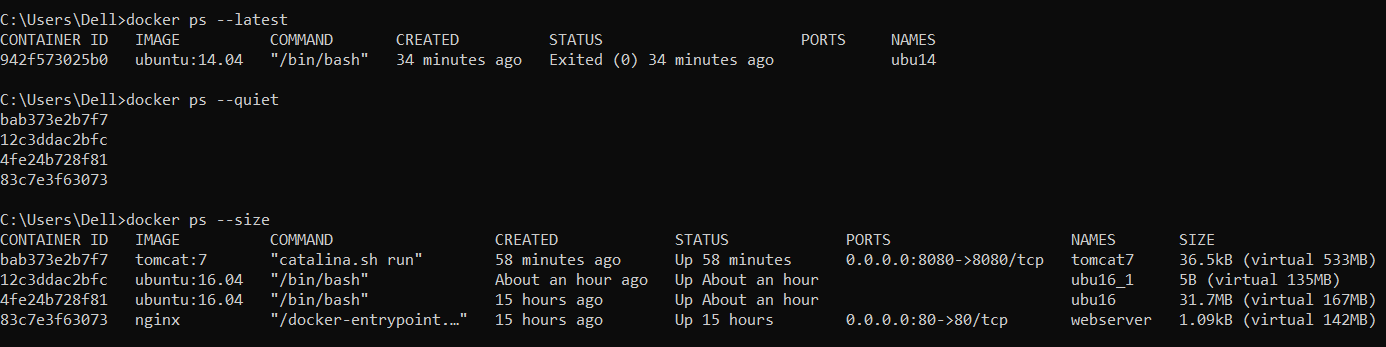 C:\Users\Dell>docker ps --latest
CONTAINER ID   IMAGE          COMMAND       CREATED          STATUS                      PORTS     NAMES
942f573025b0   ubuntu:14.04   "/bin/bash"   34 minutes ago   Exited (0) 34 minutes ago             ubu14

C:\Users\Dell>docker ps --quiet
bab373e2b7f7
12c3ddac2bfc
4fe24b728f81
83c7e3f63073

C:\Users\Dell>docker ps --size
CONTAINER ID   IMAGE          COMMAND                  CREATED             STATUS             PORTS                    NAMES       SIZE
bab373e2b7f7   tomcat:7       "catalina.sh run"        58 minutes ago      Up 58 minutes      0.0.0.0:8080->8080/tcp   tomcat7     36.5kB (virtual 533MB)
12c3ddac2bfc   ubuntu:16.04   "/bin/bash"              About an hour ago   Up About an hour                            ubu16_1     5B (virtual 135MB)
4fe24b728f81   ubuntu:16.04   "/bin/bash"              15 hours ago        Up About an hour                            ubu16       31.7MB (virtual 167MB)
83c7e3f63073   nginx          "/docker-entrypoint.…"   15 hours ago        Up 15 hours        0.0.0.0:80->80/tcp       webserver   1.09kB (virtual 142MB)